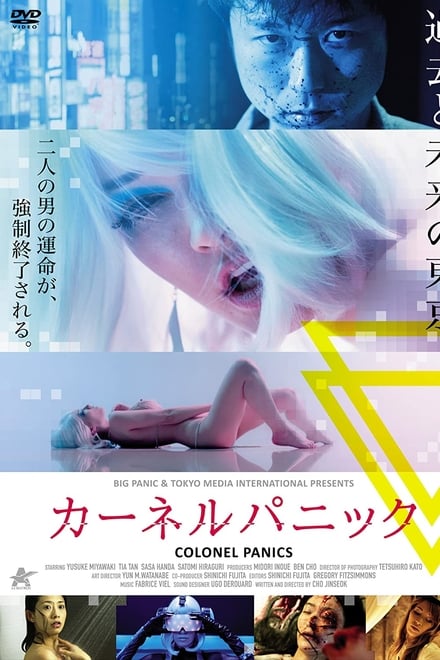 DVD
VIDEO
過去と未来の東京
二人の男の運命が、
強制終了される。
BIG PANIC & TOKYO MEDIA INTERNATIONAL PRESENTS
カーネルパニック
COLONEL PANICS
STARRING YUSUKE MIYAWAKI TIA TAN SASA HANDA SATOMI HIRAGURI PRODUCERS MIDORI INOUE BEN CHO DIRECTOR OF PHOTOGRAPHY TETSUHIRO KATO
ART DIRECTOR YUN M.WATANABE CO-PRODUCER SHINICHI FUJITA EDITORS SHINICHI FUJITA GREGORY FITZSIMMONS
MUSIC FABRICE VIEL SOUND DESIGNER UGO DEROUARD WRITTEN AND DIRECTED BY CHO JINSEOK